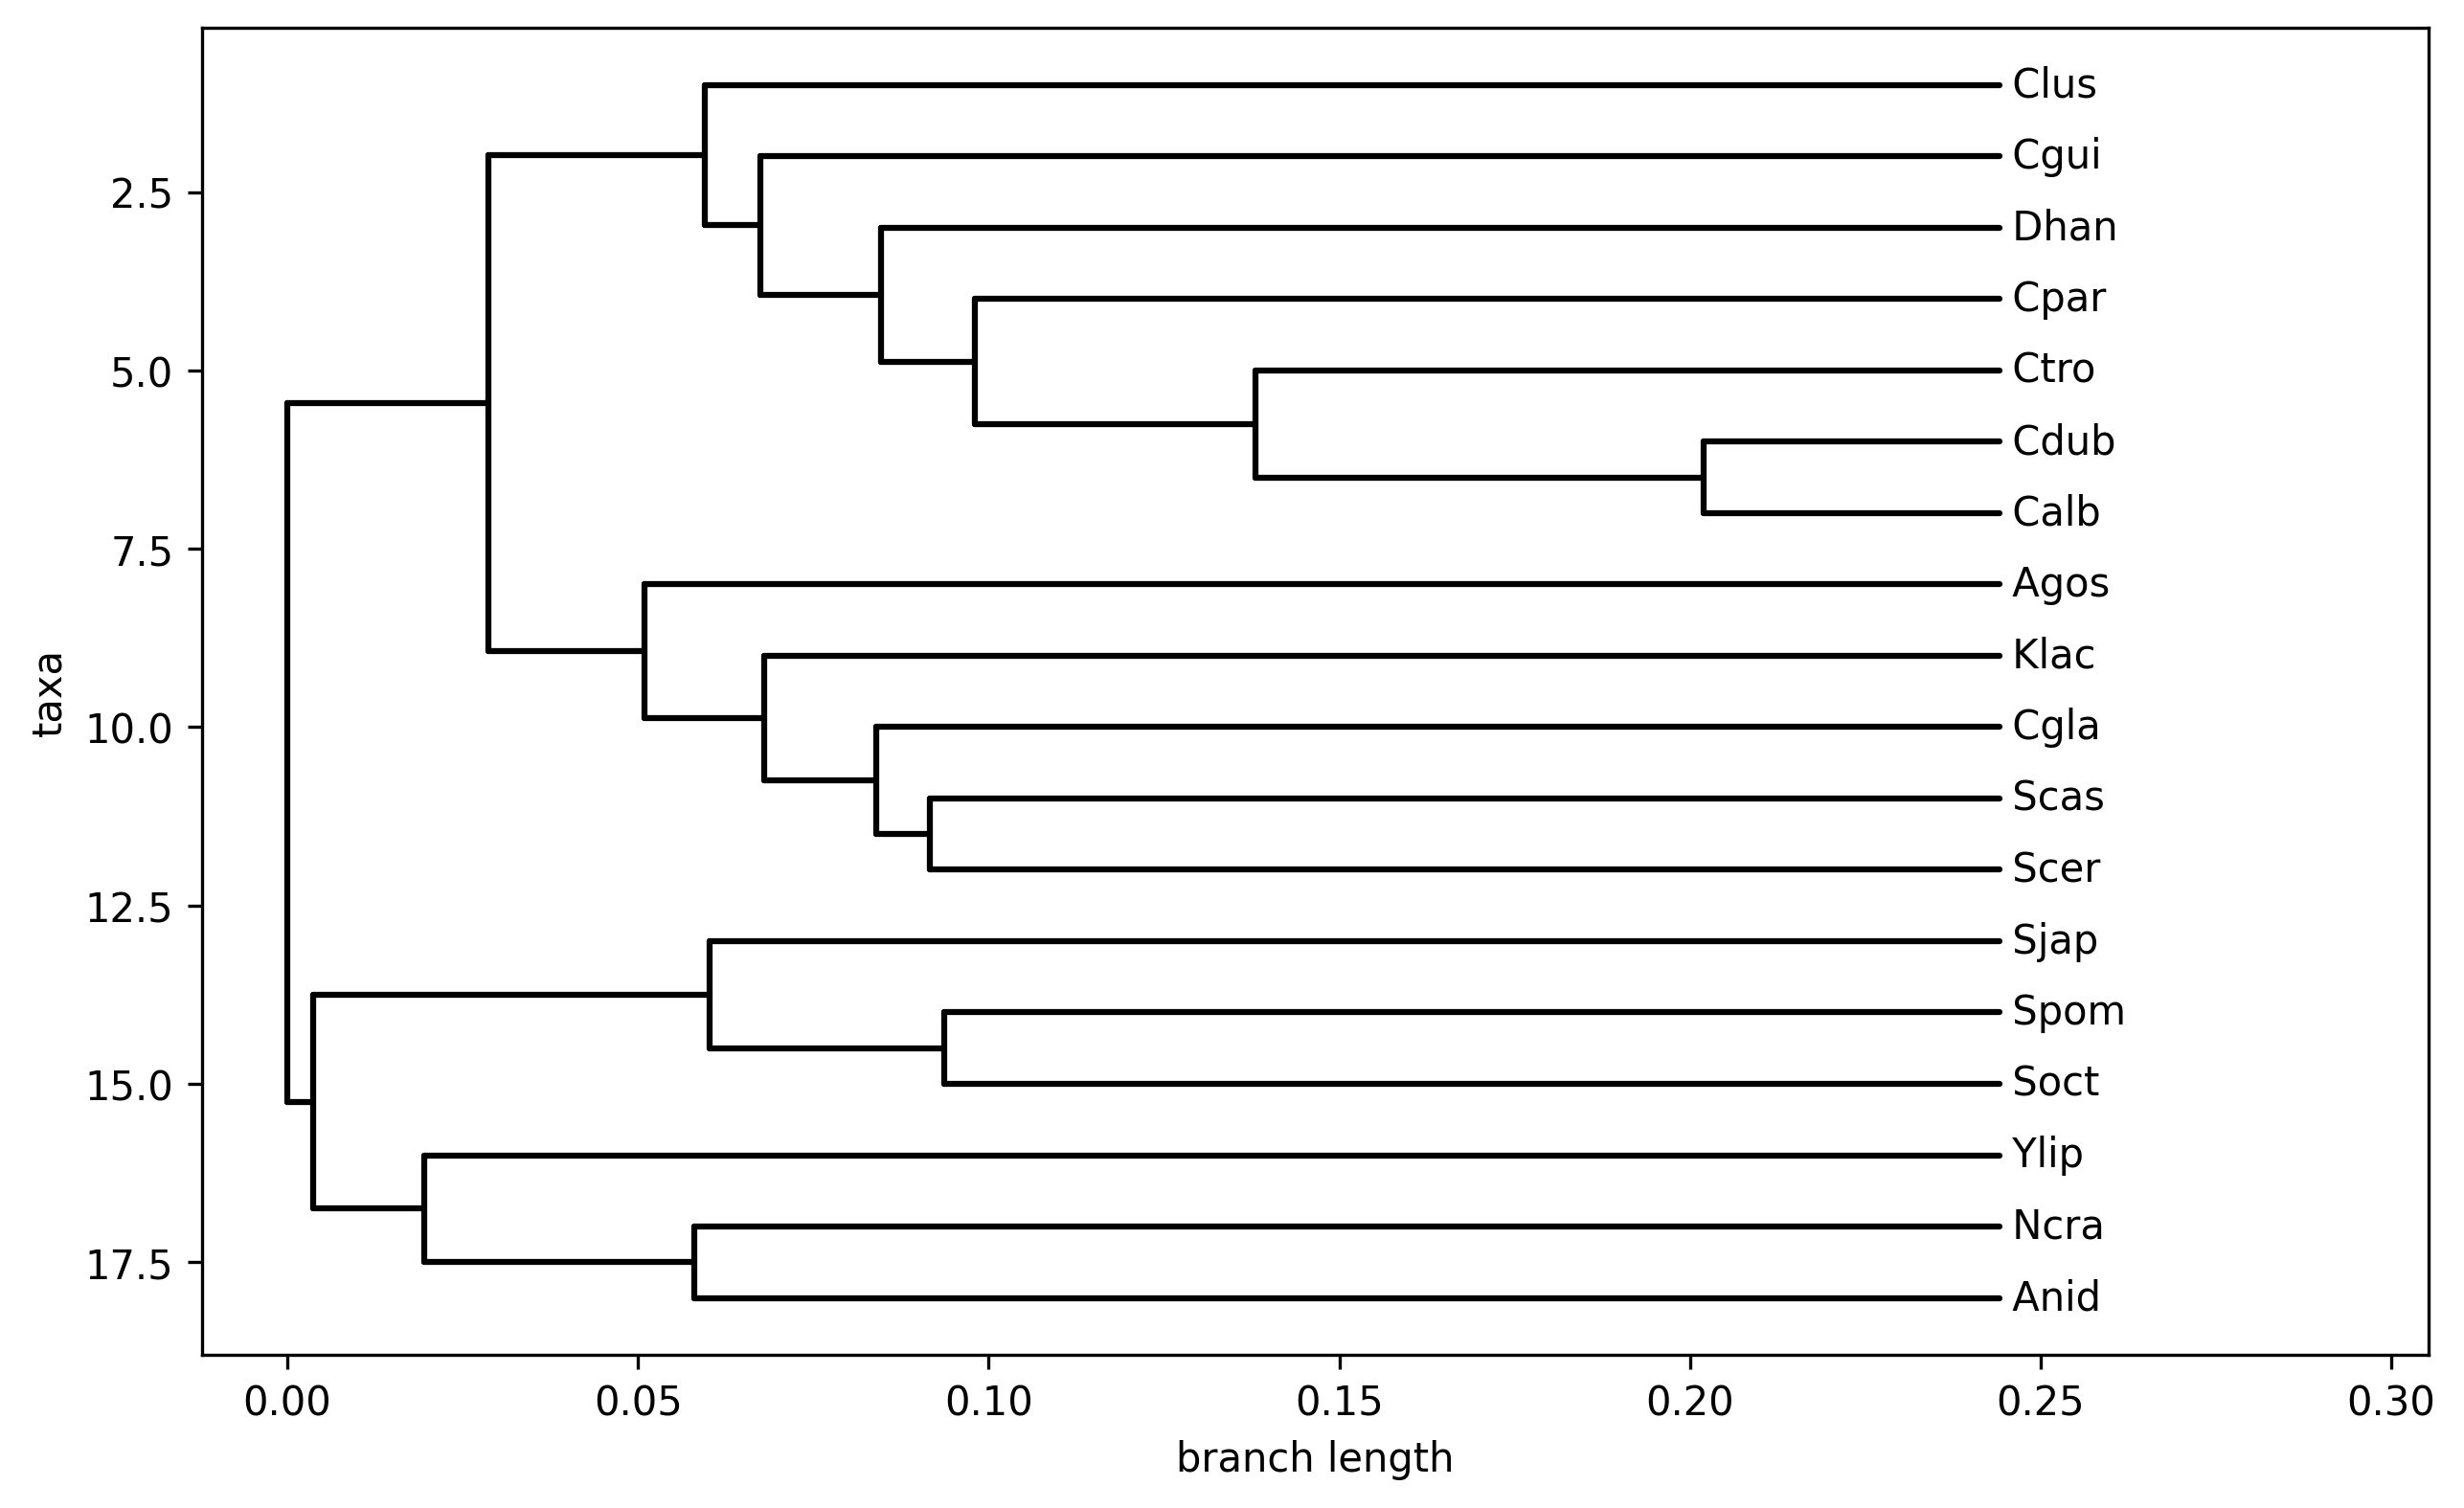 Clus
Cgui
2.5
Dhan
Cpar
5.0
Ctro
Cdub
Calb
7.5
Agos
Klac
taxa
10.0
Cgla
Scas
Scer
12.5
Sjap
Spom
15.0
Soct
Ylip
Ncra
17.5
Anid
0.00 0.05 0.10 0.15 0.20 0.25 0.30
branch length